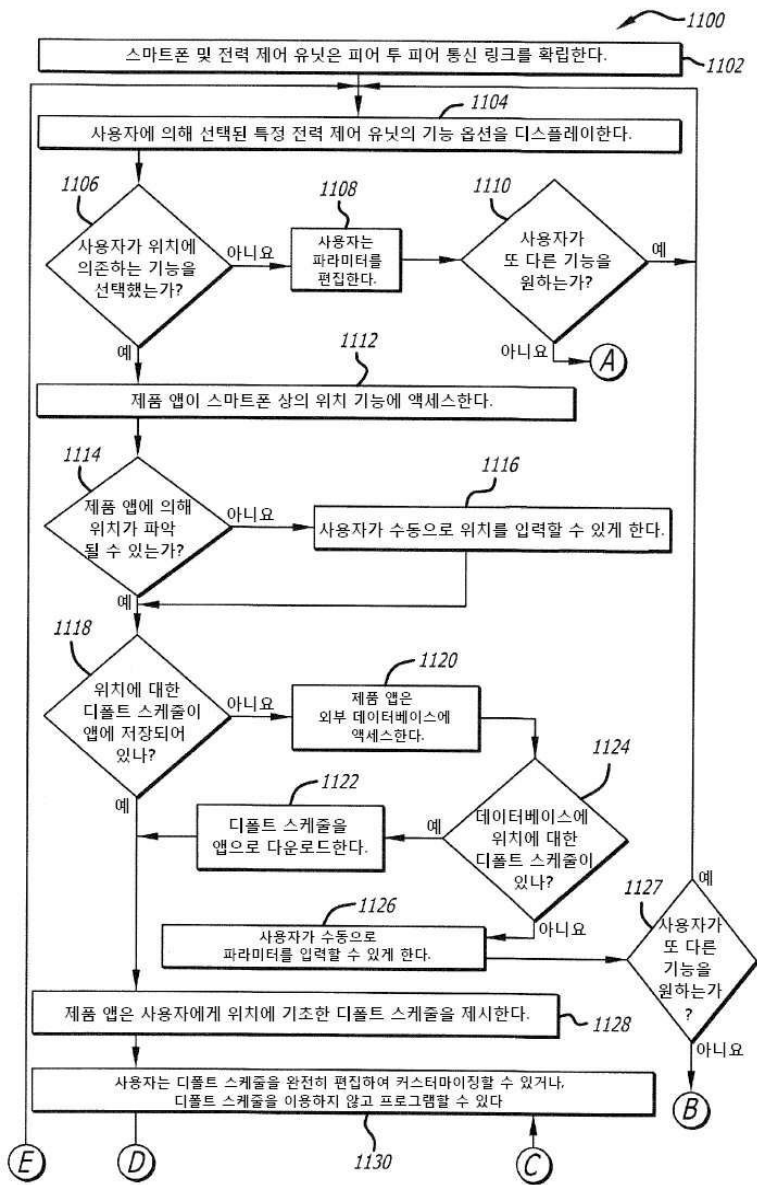 1100
스마트폰 및 전력 제어 유닛은 피어 투 피어 통신 링크를 확립한다.
1102
1104
사용자에 의해 선택된 특정 전력 제어 유닛의 기능 옵션을 디스플레이한다.
1106
1108
1110
사용자가 위치에
의존하는 기능을
선택했는가?
아니요
사용자는
파라미터를
편집한다.
사용자가
또 다른 기능을
원하는가?
예
예
아니요
A
1112
제품 앱이 스마트폰 상의 위치 기능에 액세스한다.
1114
1116
제품 앱에 의해
위치가 파악
될 수 있는가?
아니요
사용자가 수동으로 위치를 입력할 수 있게 한다.
예
1118
1120
위치에 대한
디폴트 스케줄이
앱에 저장되어
있나?
아니요
제품 앱은
외부 데이터베이스에
액세스한다.
1124
예
1122
디폴트 스케줄을
앱으로 다운로드한다.
예
데이터베이스에
위치에 대한
디폴트 스케줄이
있나?
1127
예
1126
아니요
사용자가 수동으로
파라미터를 입력할 수 있게 한다.
사용자가
또 다른
기능을
원하는가
?
제품 앱은 사용자에게 위치에 기초한 디폴트 스케줄을 제시한다.
1128
아니요
사용자는 디폴트 스케줄을 완전히 편집하여 커스터마이징할 수 있거나,
디폴트 스케줄을 이용하지 않고 프로그램할 수 있다
B
E
D
1130
C